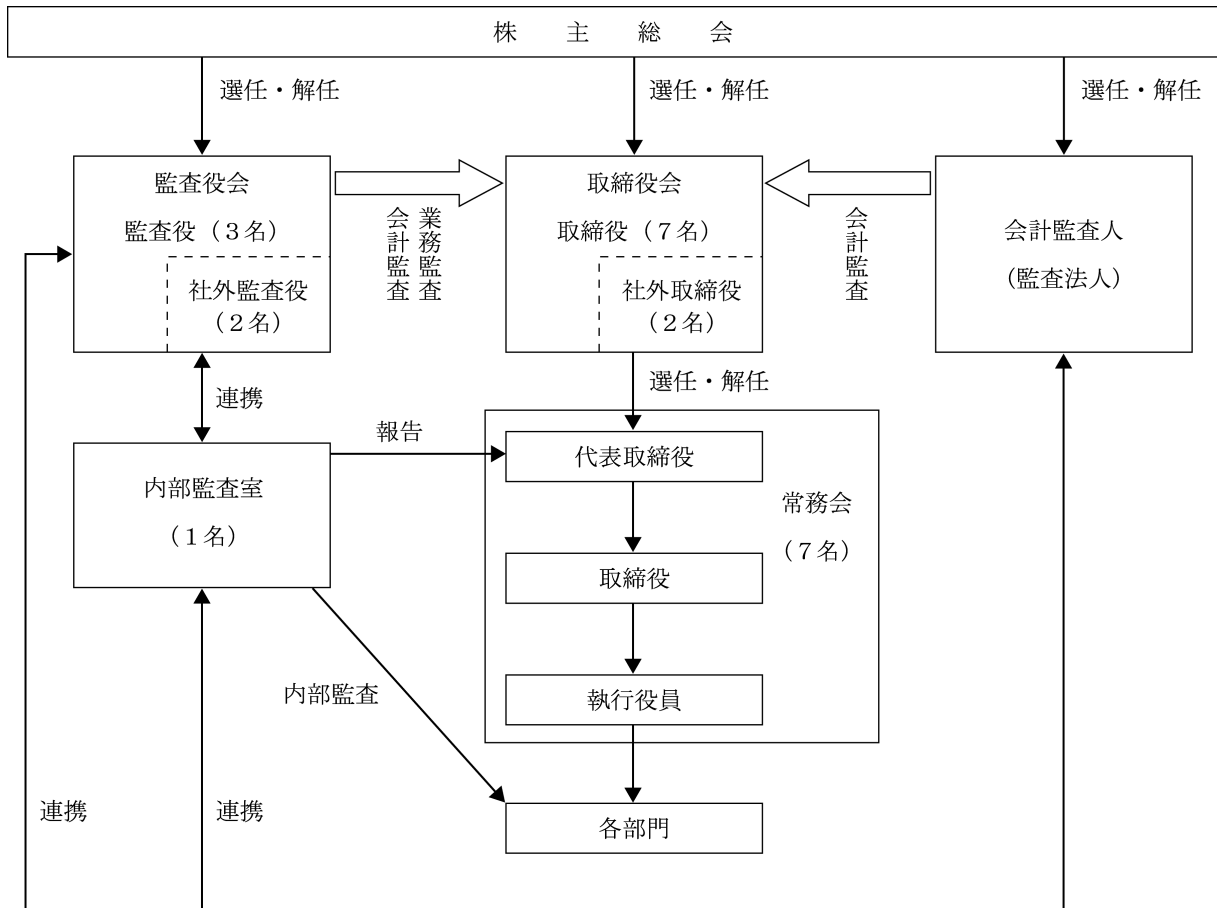 株主総会
選任・解任
選任・解任
選任・解任
監査役会
監査役（３名）
社外監査役
（２名）
業務監査
会計監査
取締役会
取締役（７名）
社外取締役
（２名）
会計監査
会計監査人
（監査法人）
連携
選任・解任
報告
内部監査室
（１名）
代表取締役
常務会
（７名）
取締役
執行役員
内部監査
各部門
連携
連携